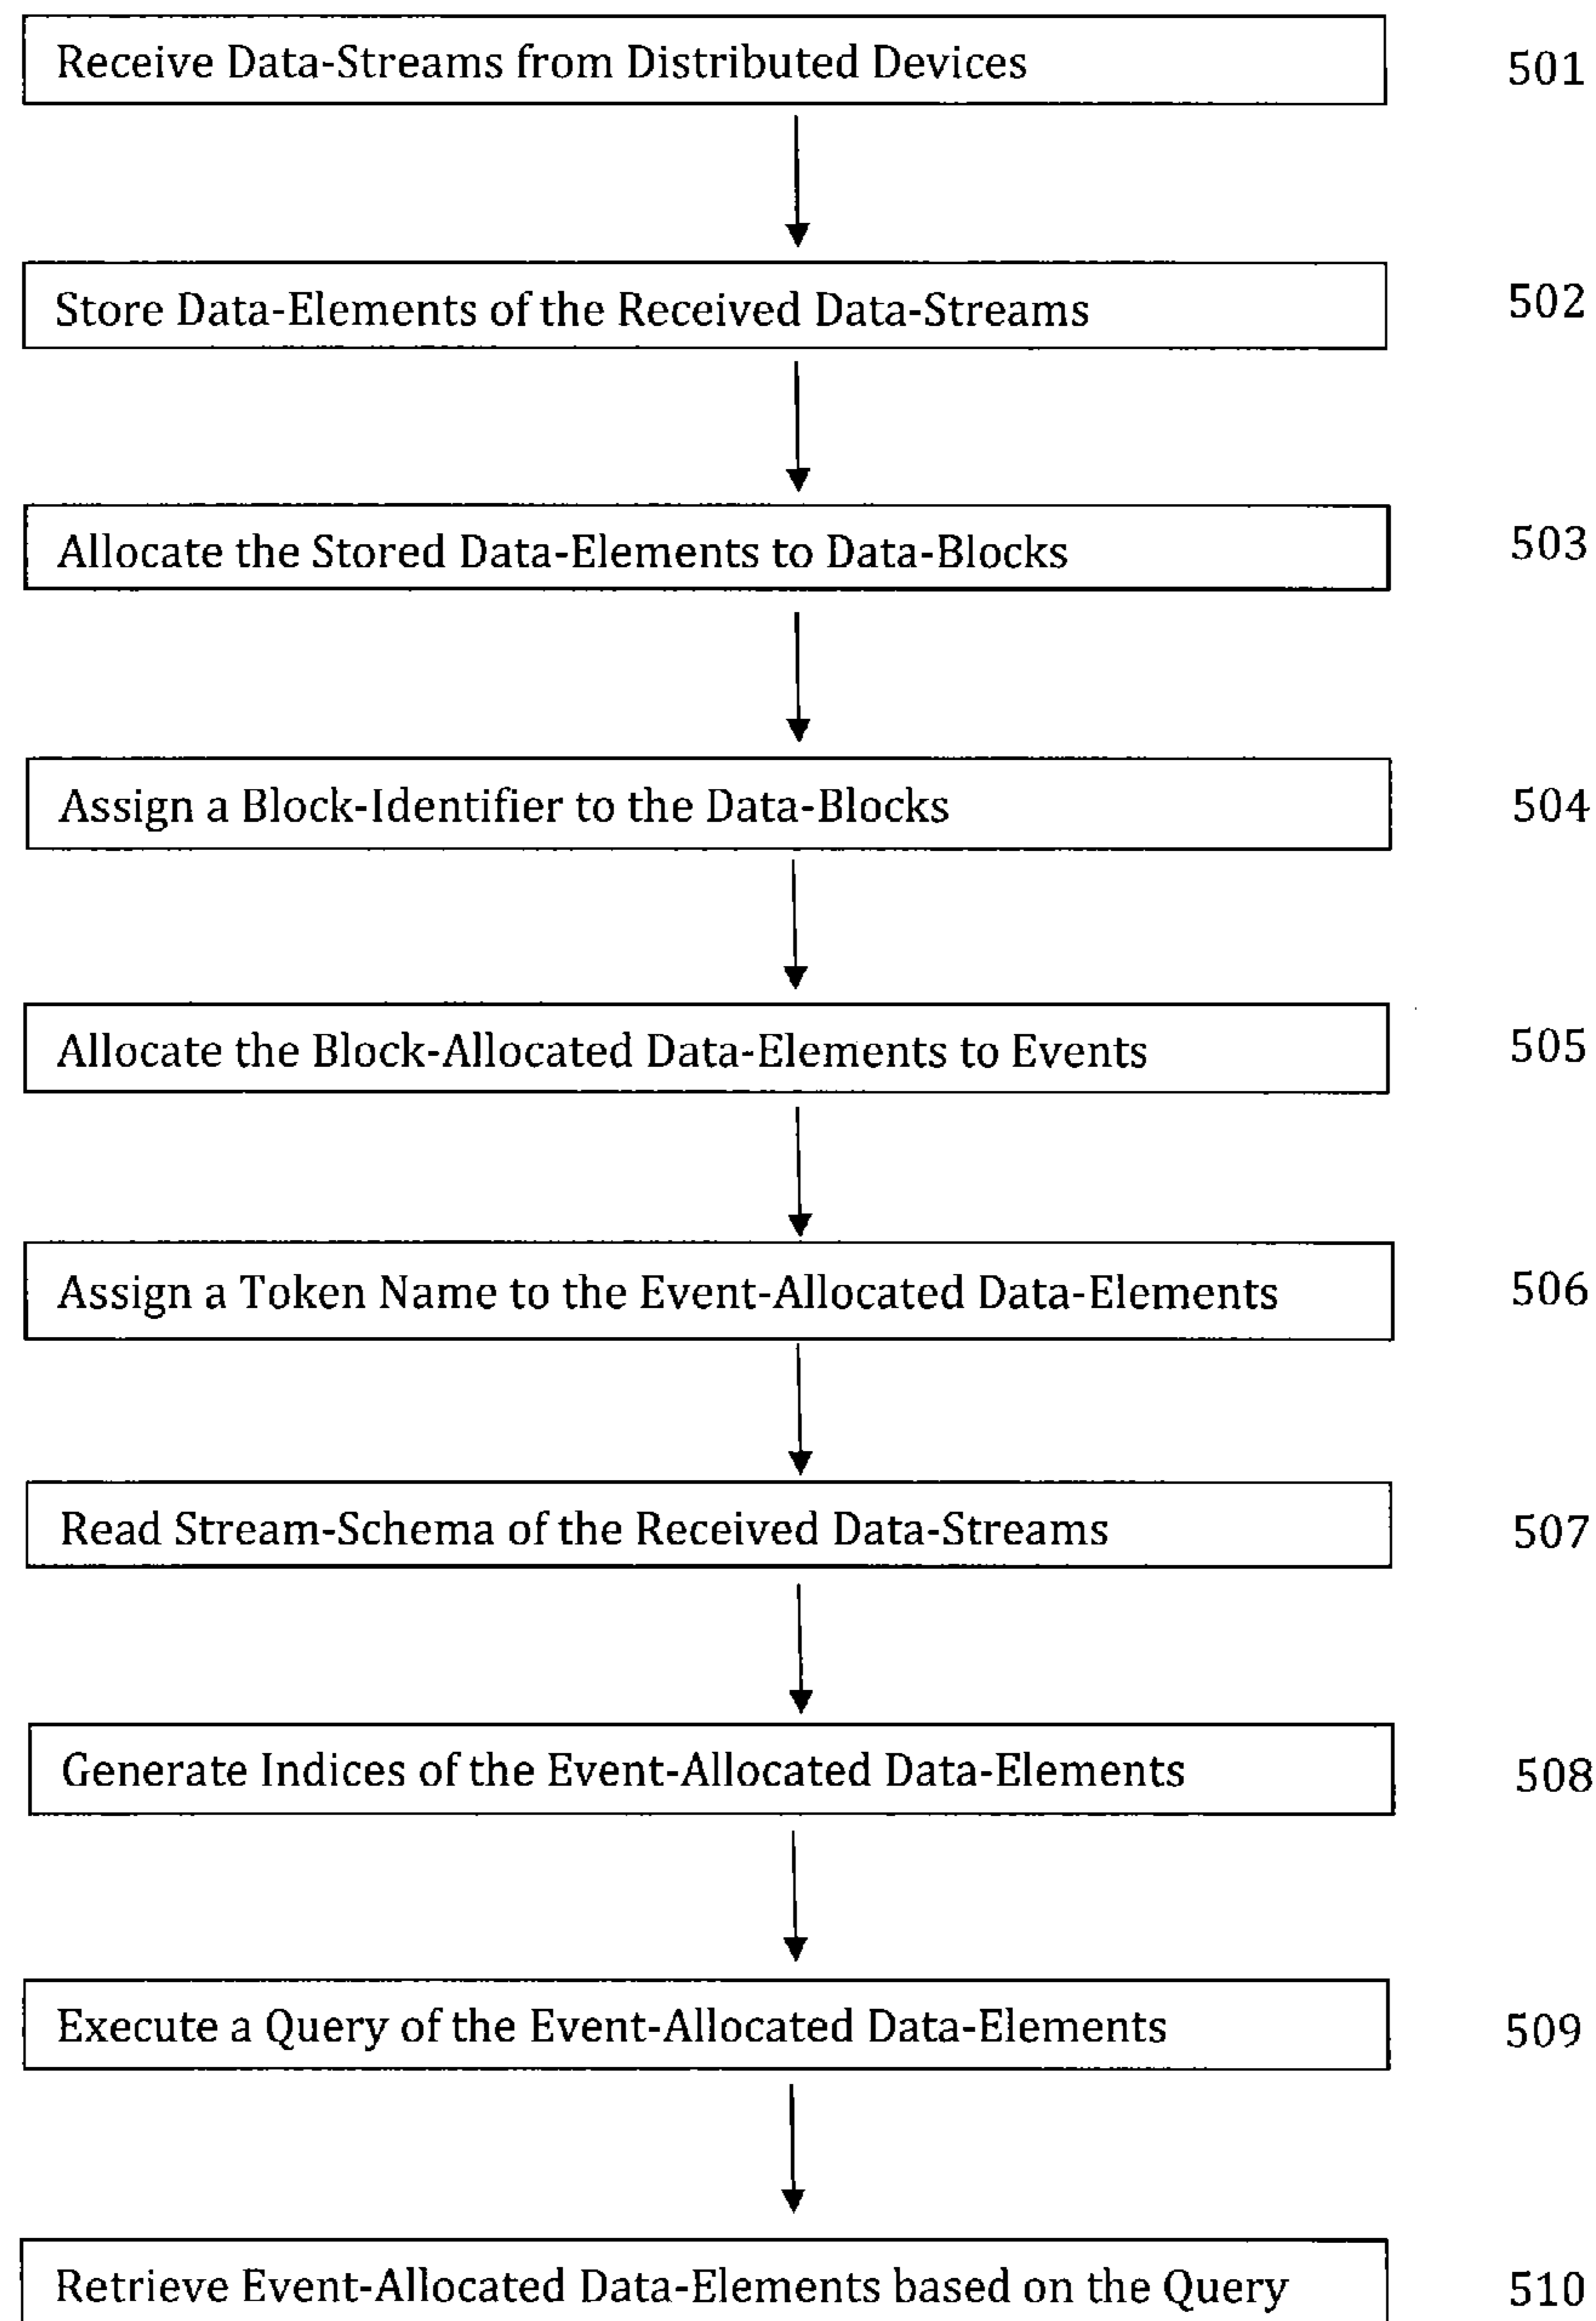 Receive Data-Streams from Distributed Devices 501
Store Data-Elements of the Received Data-Streams 502
Allocate the Stored Data-Elements to Data-Blocks 503
Assign a Block-Identifier to the Data-Blocks 504
Allocate the Block-Allocated Data-Elements to Events 505
Assign a Token Name to the Event-Allocated Data-Elements 506
Read Stream-Schema of the Received Data-Streams 507
Generate Indices of the Event-Allocated Data-Elements 508
Execute a Query of the Event-Allocated Data-Elements 509
Retrieve Event-Allocated Data-Elements based on the Query 510